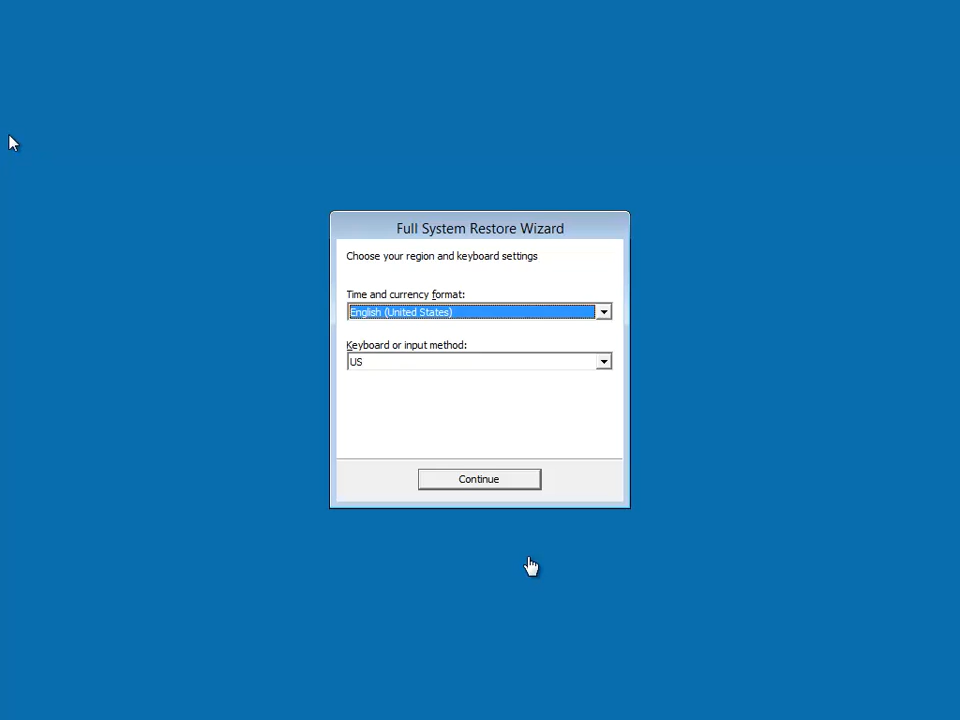 Full System Restore Wizard
Choose your region and keyboard settings
Time and currency format:
English (United States)
Keyboard or input method:
US
Continue